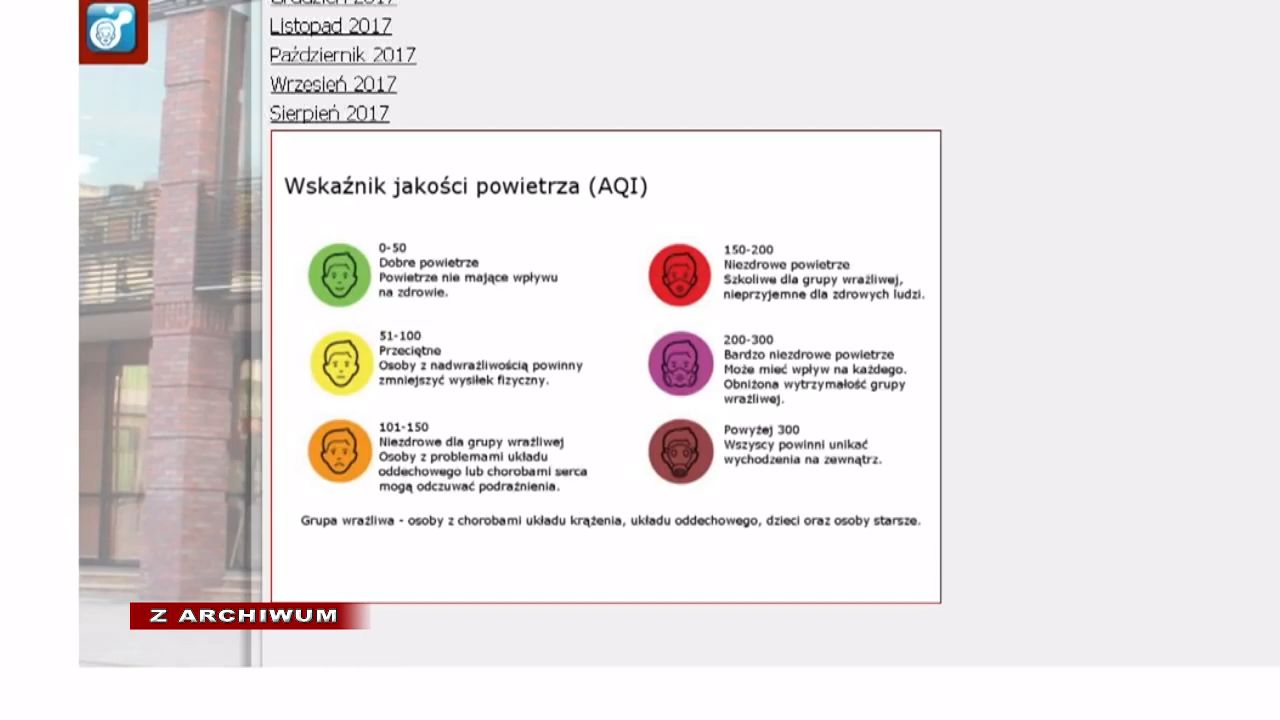 Grudzień 2017
Listopad 2017
Październik 2017
Wrzesień 2017
Sierpień 2017
Wskaźnik jakości powietrza (AQI)
0-50
Dobre powietrze
Powietrze nie mające wpływu
na zdrowie.
51-100
Przeciętne
Osoby z nadwrażliwością powinny
zmniejszyć wysiłek fizyczny.
101-150
Niezdrowe dla grupy wrażliwej
Osoby z problemami układu
oddechowego lub chorobami serca
mogą odczuwać podrażnienia.
150-200
Niezdrowe powietrze
Szkoliwe dla grupy wrażliwej,
nieprzyjemne dla zdrowych ludzi.
200-300
Bardzo niezdrowe powietrze
Może mieć wpływ na każdego.
Obniżona wytrzymałość grupy
wrażliwej.
Powyżej 300
Wszyscy powinni unikać
wychodzenia na zewnątrz.
Grupa wrażliwa - osoby z chorobami układu krążenia, układu oddechowego, dzieci oraz osoby starsze.
Z ARCHIWUM